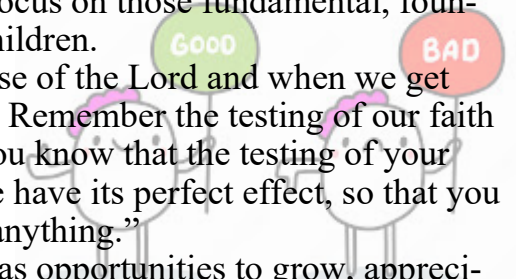 ocus on those fundamental, foun-
hildren.
GOOD
BAD
se of the Lord and when we get
Remember the testing of our faith
ou know that the testing of your
e have its perfect effect, so that you
anything.”
as opportunities to grow, appreci-